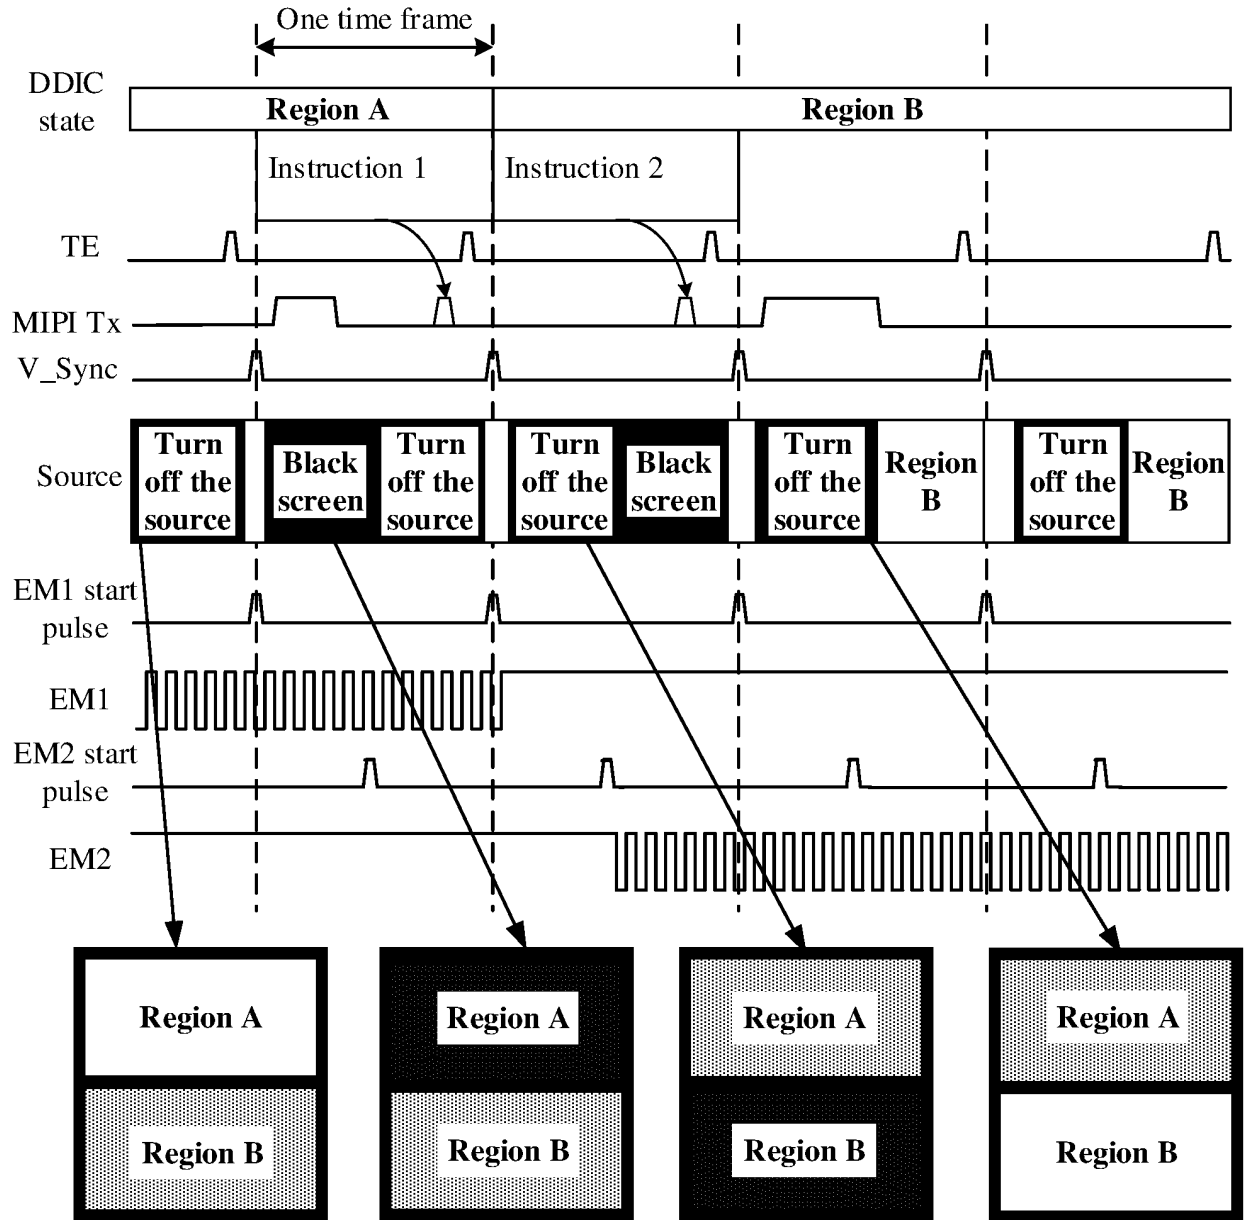 One time frame
DDIC
state
Region A
Region B
Instruction 1
Instruction 2
TE
MIPI Tx
V_Sync
Source
Turn
off the
source
Black
screen
Turn
off the
source
Turn
off the
source
Black
screen
Turn
off the
source
Region
B
Turn
off the
source
Region
B
EM1 start
pulse
EM1
EM2 start
pulse
EM2
Region A
Region B
Region A
Region B
Region A
Region B
Region A
Region B